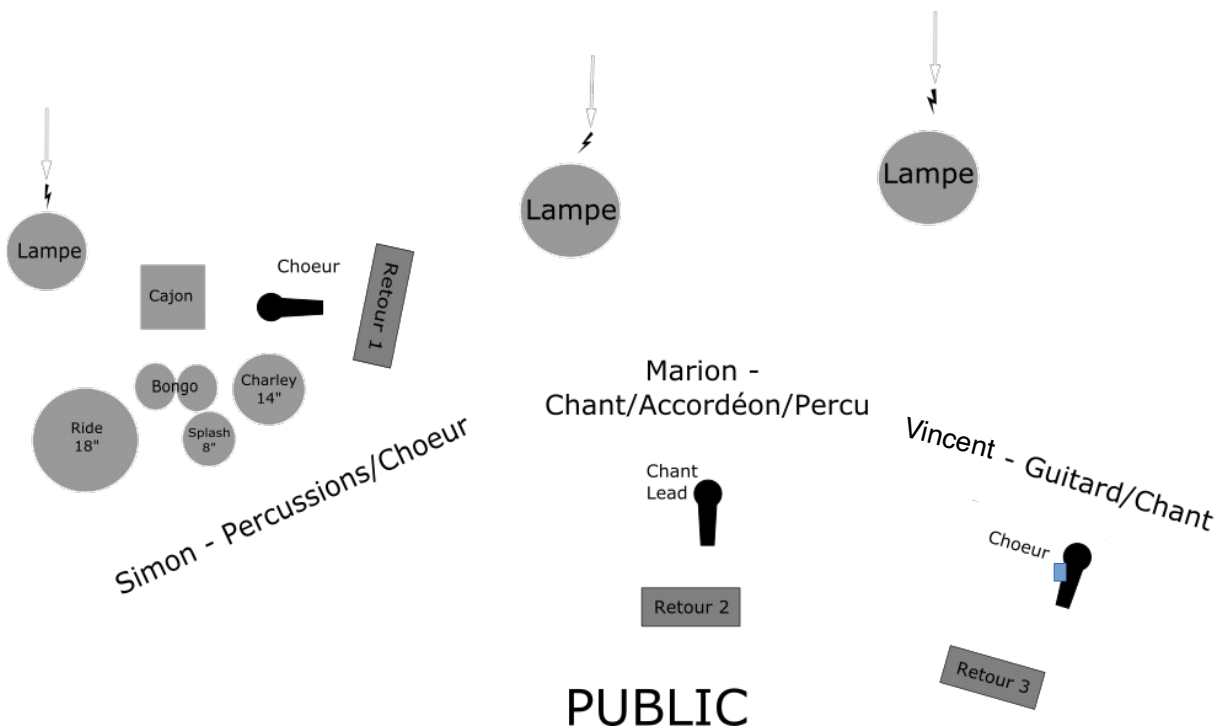 Lampe
Lampe
Lampe
Cajon
Choeur
Retour 1
Bongo
Charley
14"
Ride
18"
Splash
8"
Simon - Percussions/Choeur
Marion -
Chant/Accordéon/Percu
Chant
Lead
Retour 2
Vincent - Guitard/Chant
Choeur
Retour 3
PUBLIC